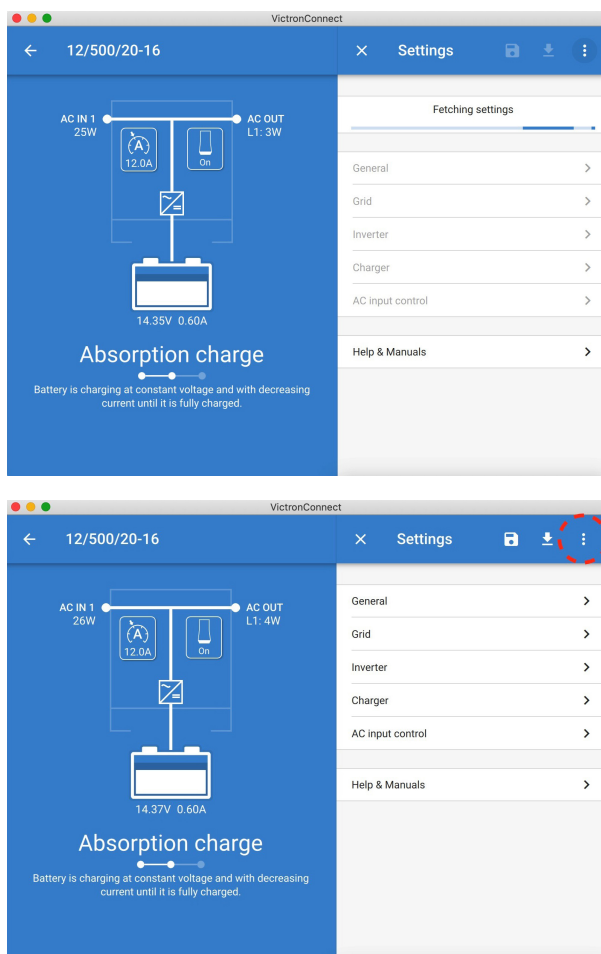 VictronConnect
12/500/20-16
Settings
AC IN 1
25W
AC OUT
L1: 3W
A
12.0A
On
14.35V 0.60A
Absorption charge
Battery is charging at constant voltage and with decreasing
current until it is fully charged.
Fetching settings
General
Grid
Inverter
Charger
AC input control
Help & Manuals
VictronConnect
12/500/20-16
Settings
AC IN 1
26W
AC OUT
L1: 4W
A
12.0A
On
14.37V 0.60A
Absorption charge
Battery is charging at constant voltage and with decreasing
current until it is fully charged.
General
Grid
Inverter
Charger
AC input control
Help & Manuals